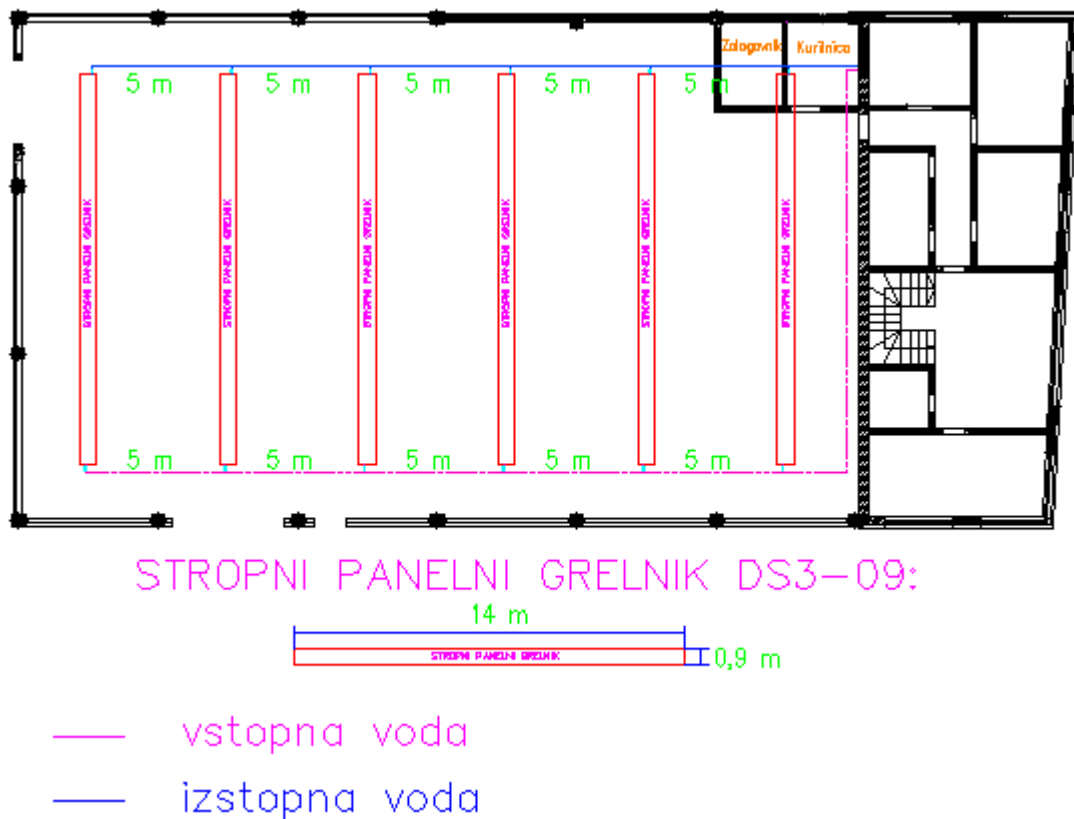 Zalogovnik Kurilnica
5 m 5 m 5 m 5 m 5 m
STROPNI PANELNI GRELNIK
STROPNI PANELNI GRELNIK
STROPNI PANELNI GRELNIK
STROPNI PANELNI GRELNIK
STROPNI PANELNI GRELNIK
STROPNI PANELNI GRELNIK
5 m 5 m 5 m 5 m 5 m
STROPNI PANELNI GRELNIK DS3-09:
14 m
STROPNI PANELNI GRELNIK
0,9 m
vstopna voda
izstopna voda